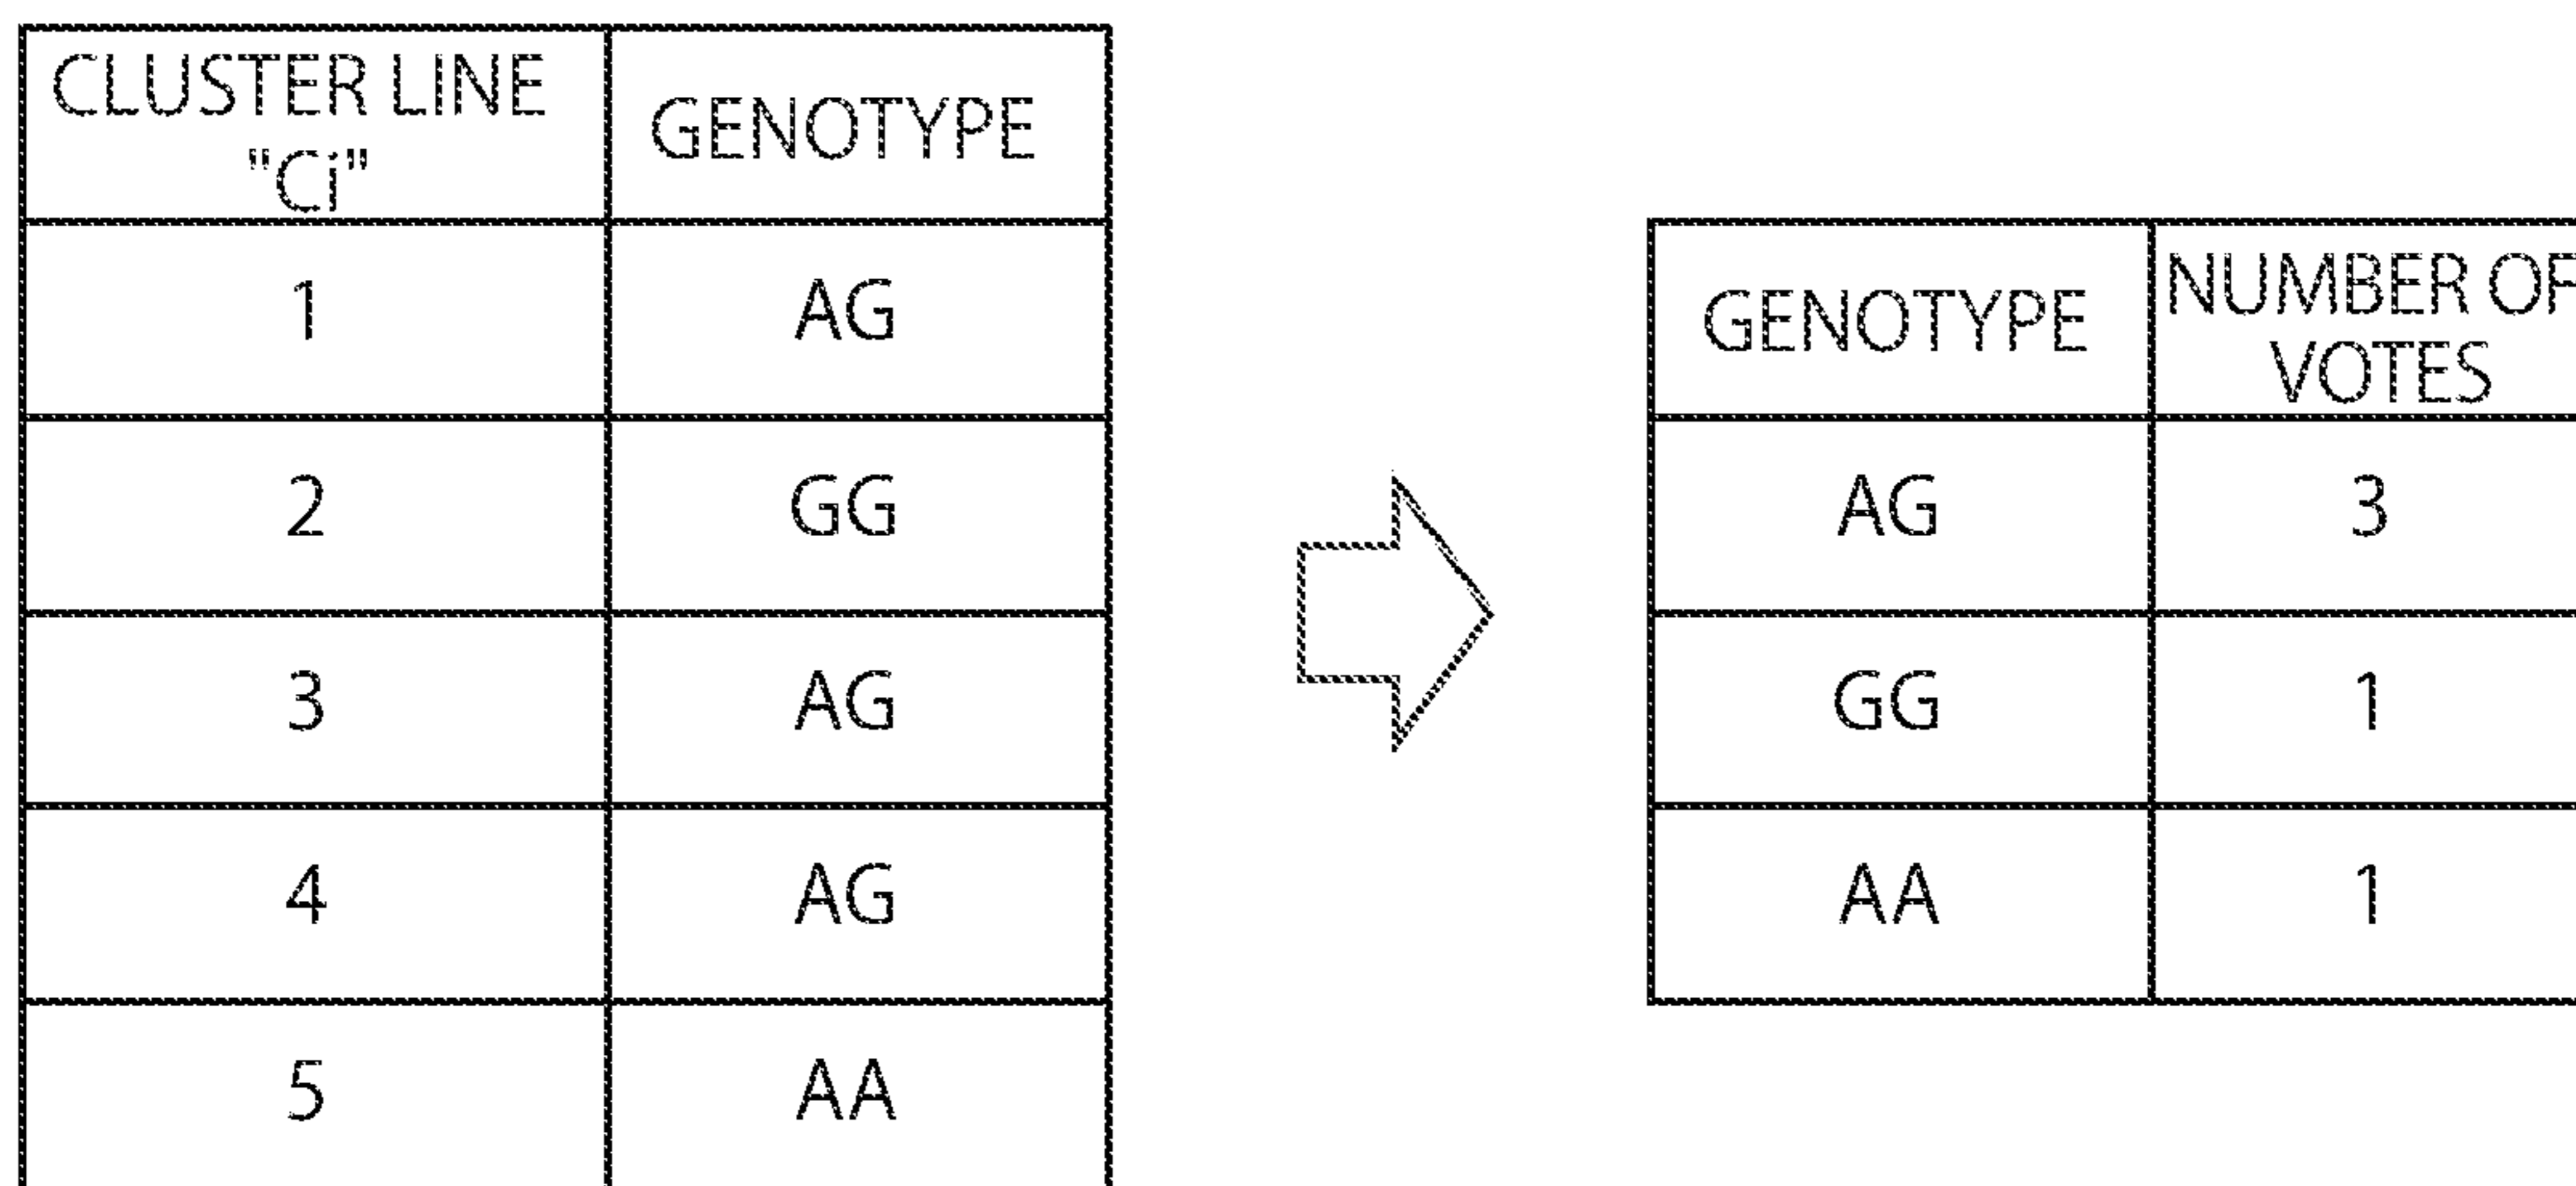 CLUSTER LINE
"Ci"
GENOTYPE
1
AG
2
GG
3
AG
4
AG
5
AA
GENOTYPE
NUMBER OF
VOTES
AG
3
GG
1
AA
1